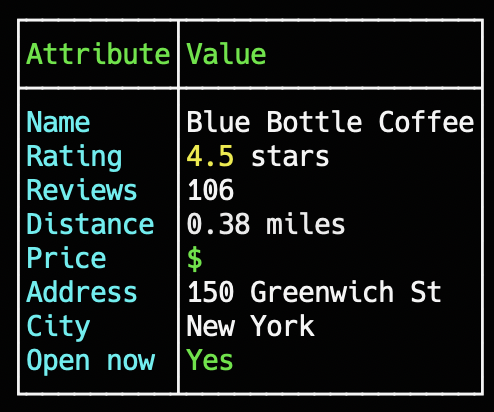 Attribute Value
Name Blue Bottle Coffee
Rating 4.5 stars
Reviews 106
Distance 0.38 miles
Price $
Address 150 Greenwich St
City New York
Open now Yes